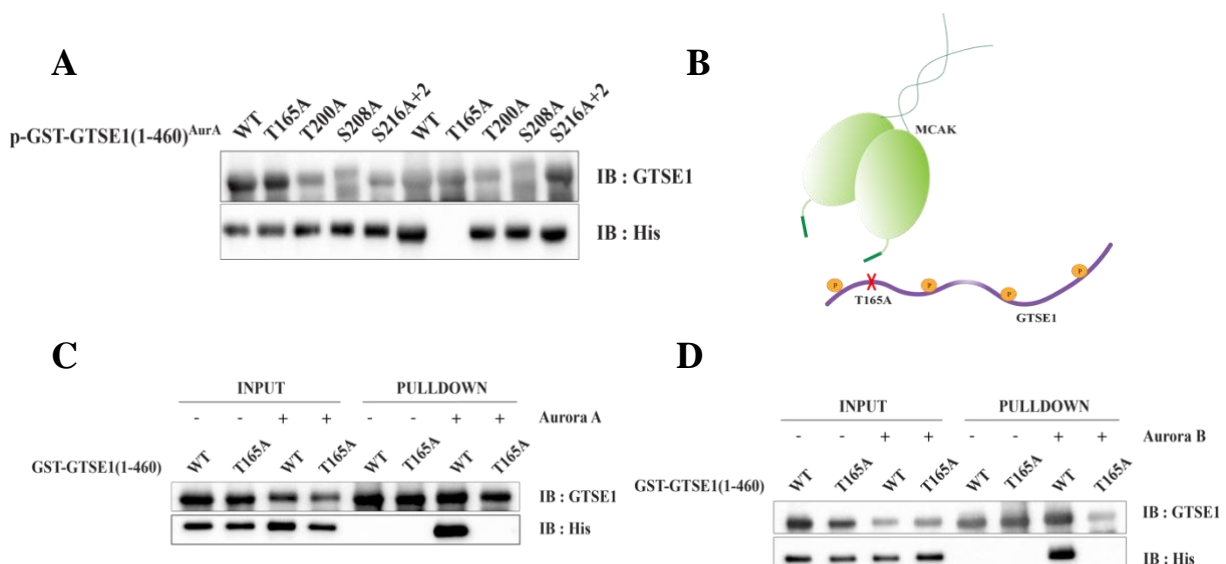 A
p-GST-GTSE1(1-460)^AurA
WT T165A T200A S208A S216A+2 WT T165A T200A S208A S216A+2
IB : GTSE1
IB : His
B
MCAK
P P P P
T165A
GTSE1
C
INPUT PULLDOWN
- - + + - - + + Aurora A
GST-GTSE1(1-460) WT T165A WT T165A WT T165A WT T165A
IB : GTSE1
IB : His
D
INPUT PULLDOWN
- - + + - - + + Aurora B
GST-GTSE1(1-460) WT T165A WT T165A WT T165A WT T165A
IB : GTSE1
IB : His